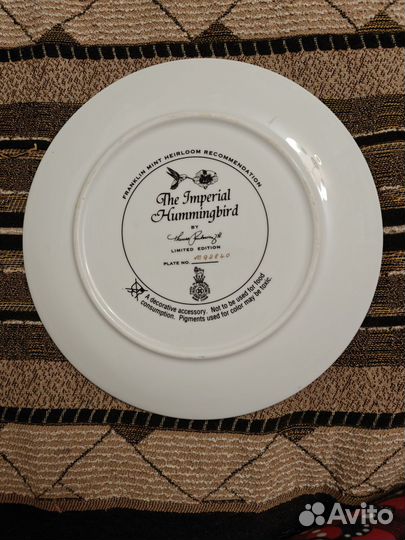 FRANKLIN MINT HEIRLOOM RECOMMENDATION
The Imperial
Hummingbird
BY
LIMITED EDITION
PLATE NO.
A decorative accessory. Not to be used for food
consumption. Pigments used for color may be toxic.
Avito